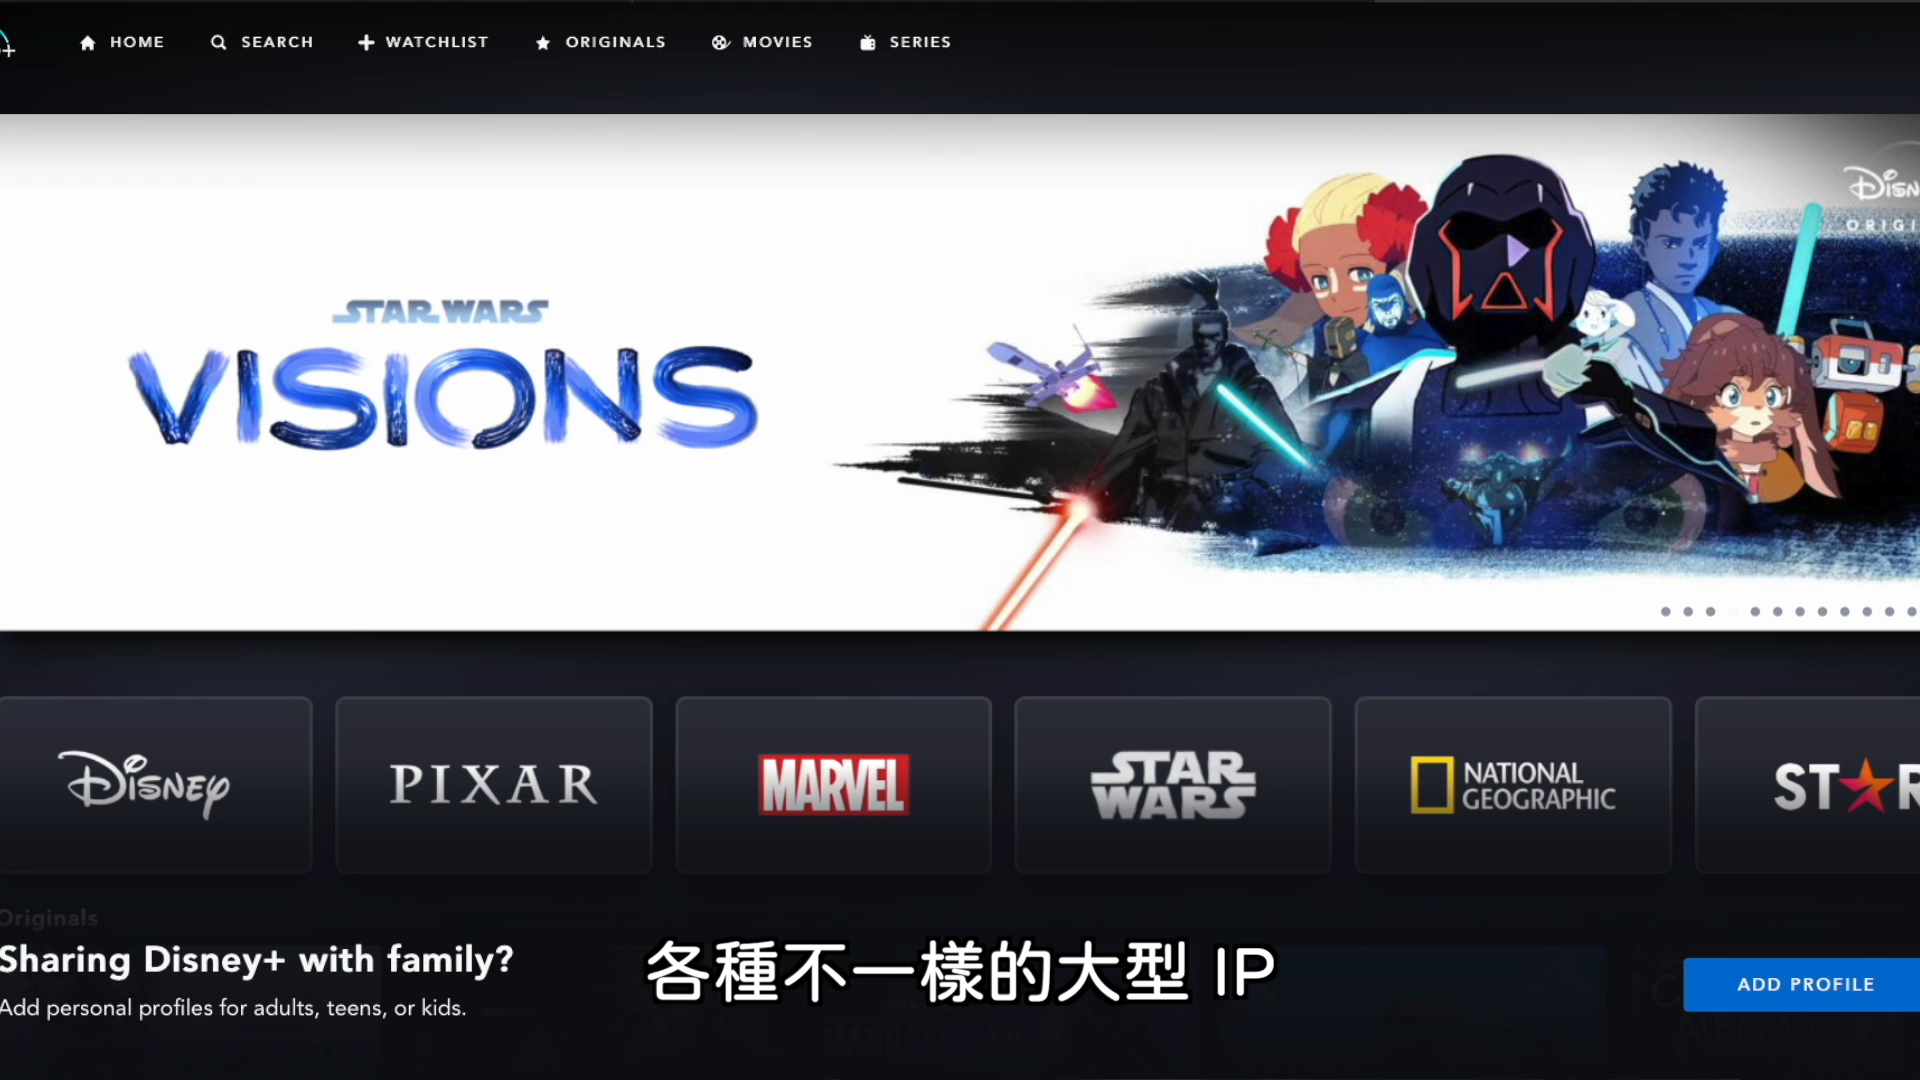 HOME
SEARCH
WATCHLIST
ORIGINALS
MOVIES
SERIES
STAR WARS
VISIONS
DISNEY
PIXAR
MARVEL
STAR
WARS
NATIONAL
GEOGRAPHIC
STAR
Originals
Sharing Disney+ with family?
Add personal profiles for adults, teens, or kids.
各種不一樣的大型 IP
ADD PROFILE